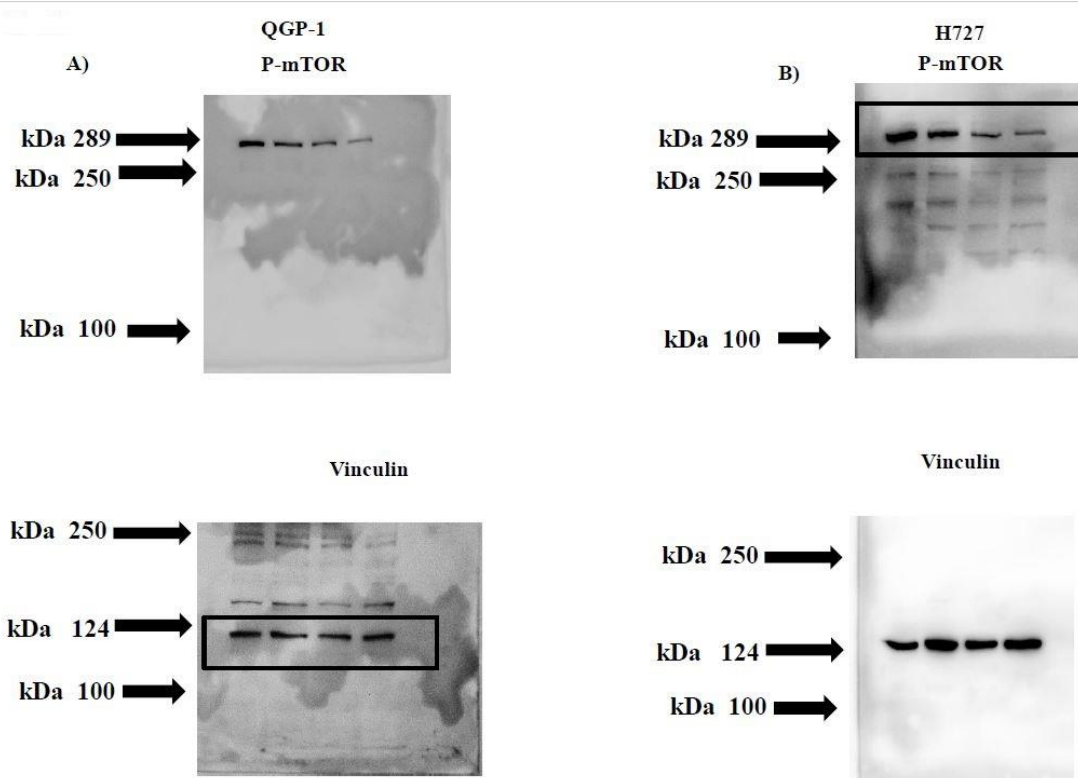 QGP-1
P-mTOR
A)
kDa 289
kDa 250
kDa 100
H727
P-mTOR
B)
kDa 289
kDa 250
kDa 100
Vinculin
kDa 250
kDa 124
kDa 100
Vinculin
kDa 250
kDa 124
kDa 100